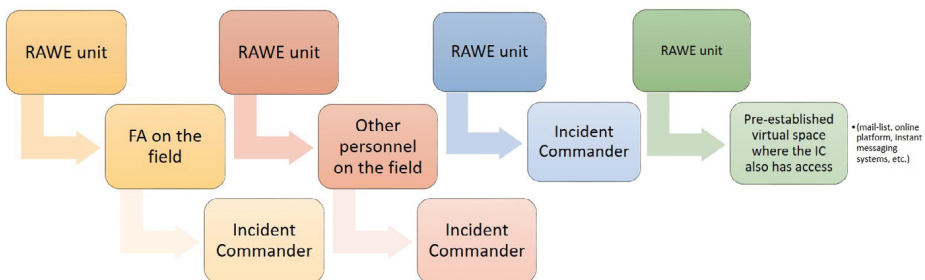 RAWE unit
FA on the
field
Incident
Commander
RAWE unit
Other
personnel
on the field
Incident
Commander
RAWE unit
Incident
Commander
RAWE unit
Pre-established
virtual space
where the IC
also has access
• (mail-list, online
platform, Instant
messaging
systems, etc.)